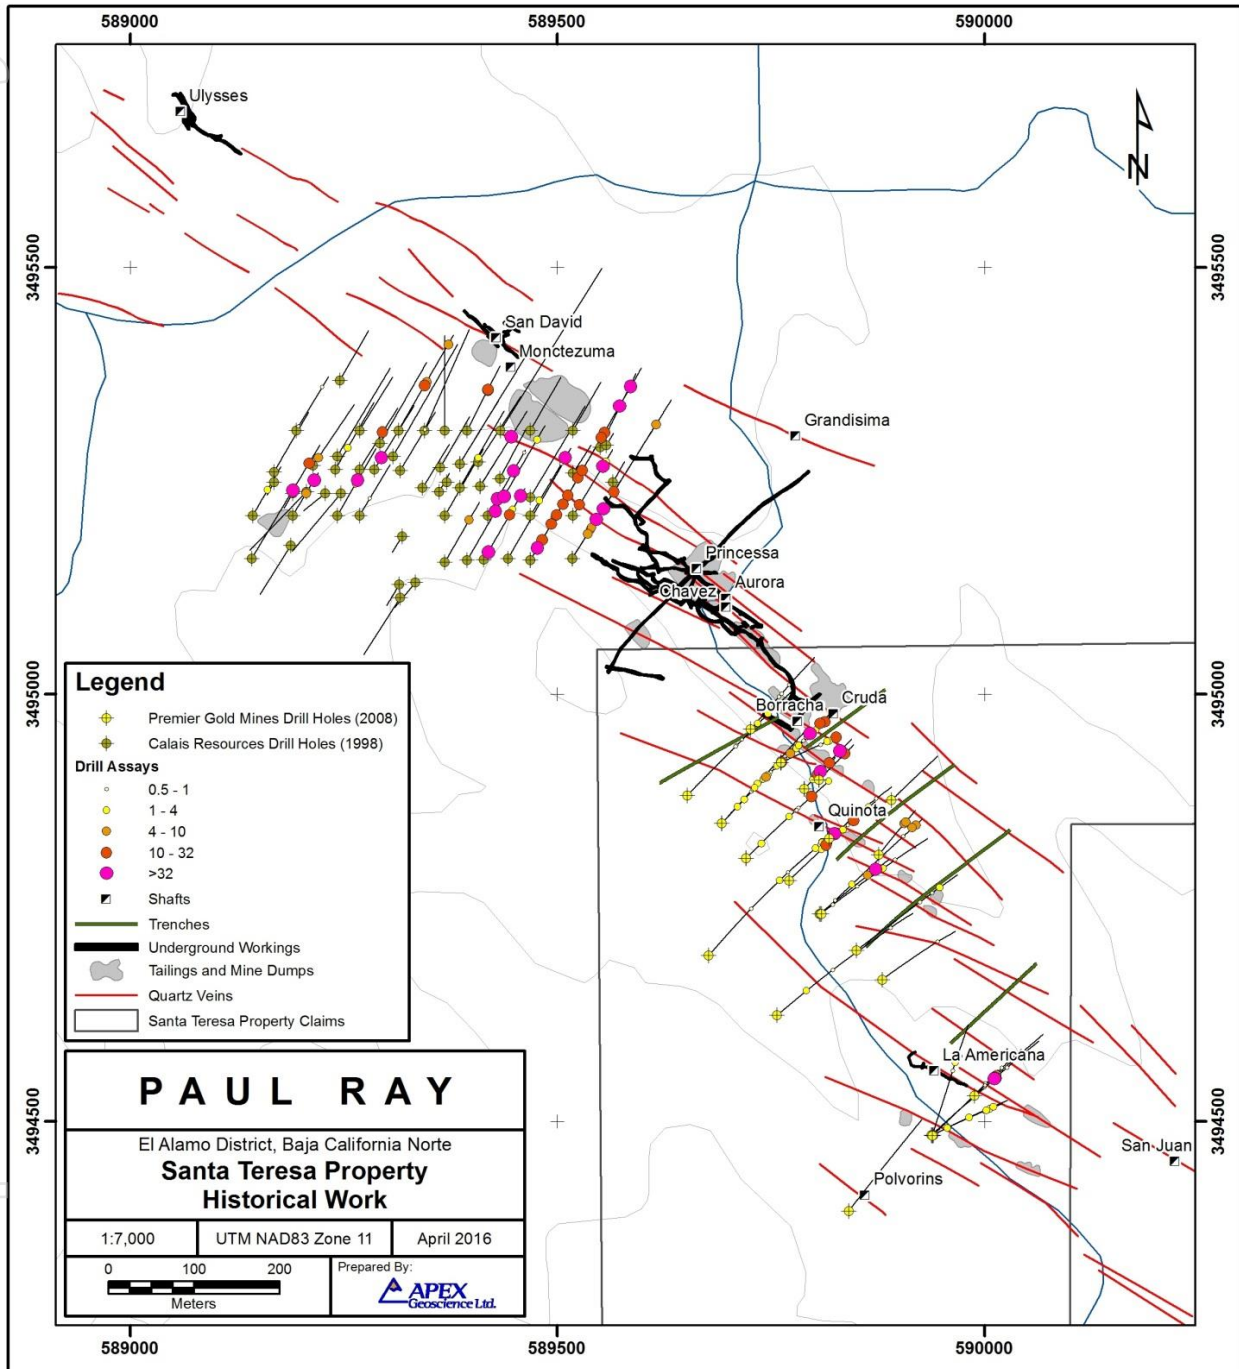 589000
589500
590000
Ulysses
N
3495500
3495500
San David
Monctezuma
Grandisima
Princessa
Aurora
Chavez
3495000
3495000
Borracha
Cruda
Quinota
La Americana
San Juan
Polvorins
3494500
3494500
Legend
Premier Gold Mines Drill Holes (2008)
Calais Resources Drill Holes (1998)
Drill Assays
0.5 - 1
1 - 4
4 - 10
10 - 32
>32
Shafts
Trenches
Underground Workings
Tailings and Mine Dumps
Quartz Veins
Santa Teresa Property Claims
PAUL RAY
El Alamo District, Baja California Norte
Santa Teresa Property
Historical Work
1:7,000
UTM NAD83 Zone 11
April 2016
0 100 200
Meters
Prepared By:
APEX
Geoscience Ltd.
589000
589500
590000